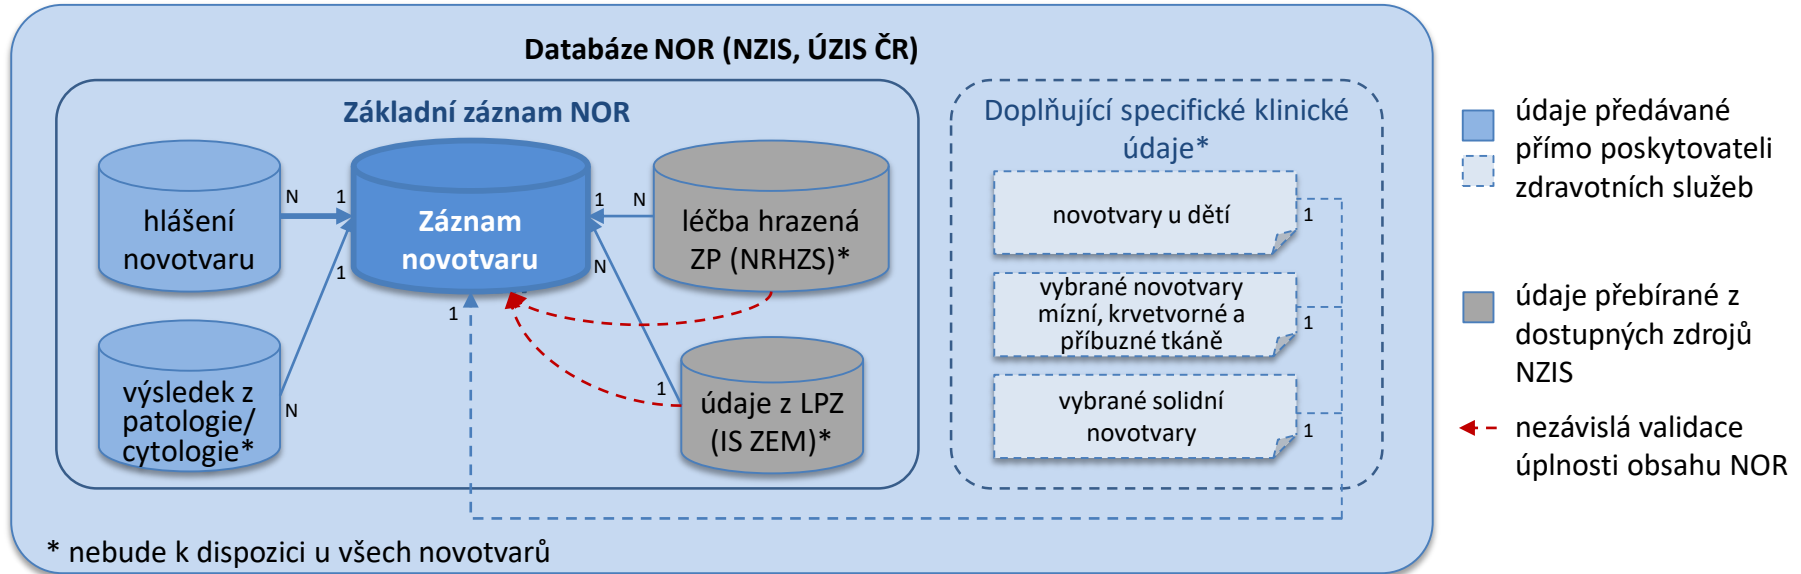 Databáze NOR (NZIS, ÚZIS ČR)
Základní záznam NOR
hlášení
novotvaru
N
1
Záznam
novotvaru
1
N
léčba hrazená
ZP (NRHZS)*
1
N
1
výsledek z
patologie/
cytologie*
N
1
údaje z LPZ
(IS ZEM)*
Doplňující specifické klinické
údaje*
novotvary u dětí
1
vybrané novotvary
mízní, krvetvorné a
příbuzné tkáně
1
vybrané solidní
novotvary
1
* nebude k dispozici u všech novotvarů
údaje předávané
přímo poskytovateli
zdravotních služeb
údaje přebírané z
dostupných zdrojů
NZIS
nezávislá validace
úplnosti obsahu NOR